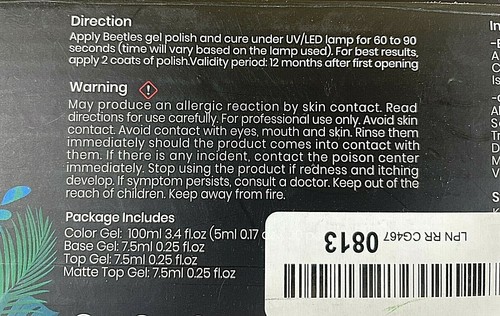 Direction
Apply Beetles gel polish and cure under UV/LED lamp for 60 to 90
seconds (time will vary based on the lamp used). For best results,
apply 2 coats of polish.Validity period: 12 months after first opening
Warning
May produce an allergic reaction by skin contact. Read
directions for use carefully. For professional use only. Avoid skin
contact. Avoid contact with eyes, mouth and skin. Rinse them
immediately should the product comes into contact with
them. If there is any incident, contact the poison center
immediately. Stop using the product if redness and itching
develop. If symptom persists, consult a doctor. Keep out of the
reach of children. Keep away from fire.
Package Includes
Color Gel: 100ml 3.4 fl.oz (5ml 0.17
Base Gel: 7.5ml 0.25 fl.oz
Top Gel: 7.5ml 0.25 fl.oz
Matte Top Gel: 7.5ml 0.25 fl.oz
LPN RR CG467
0813